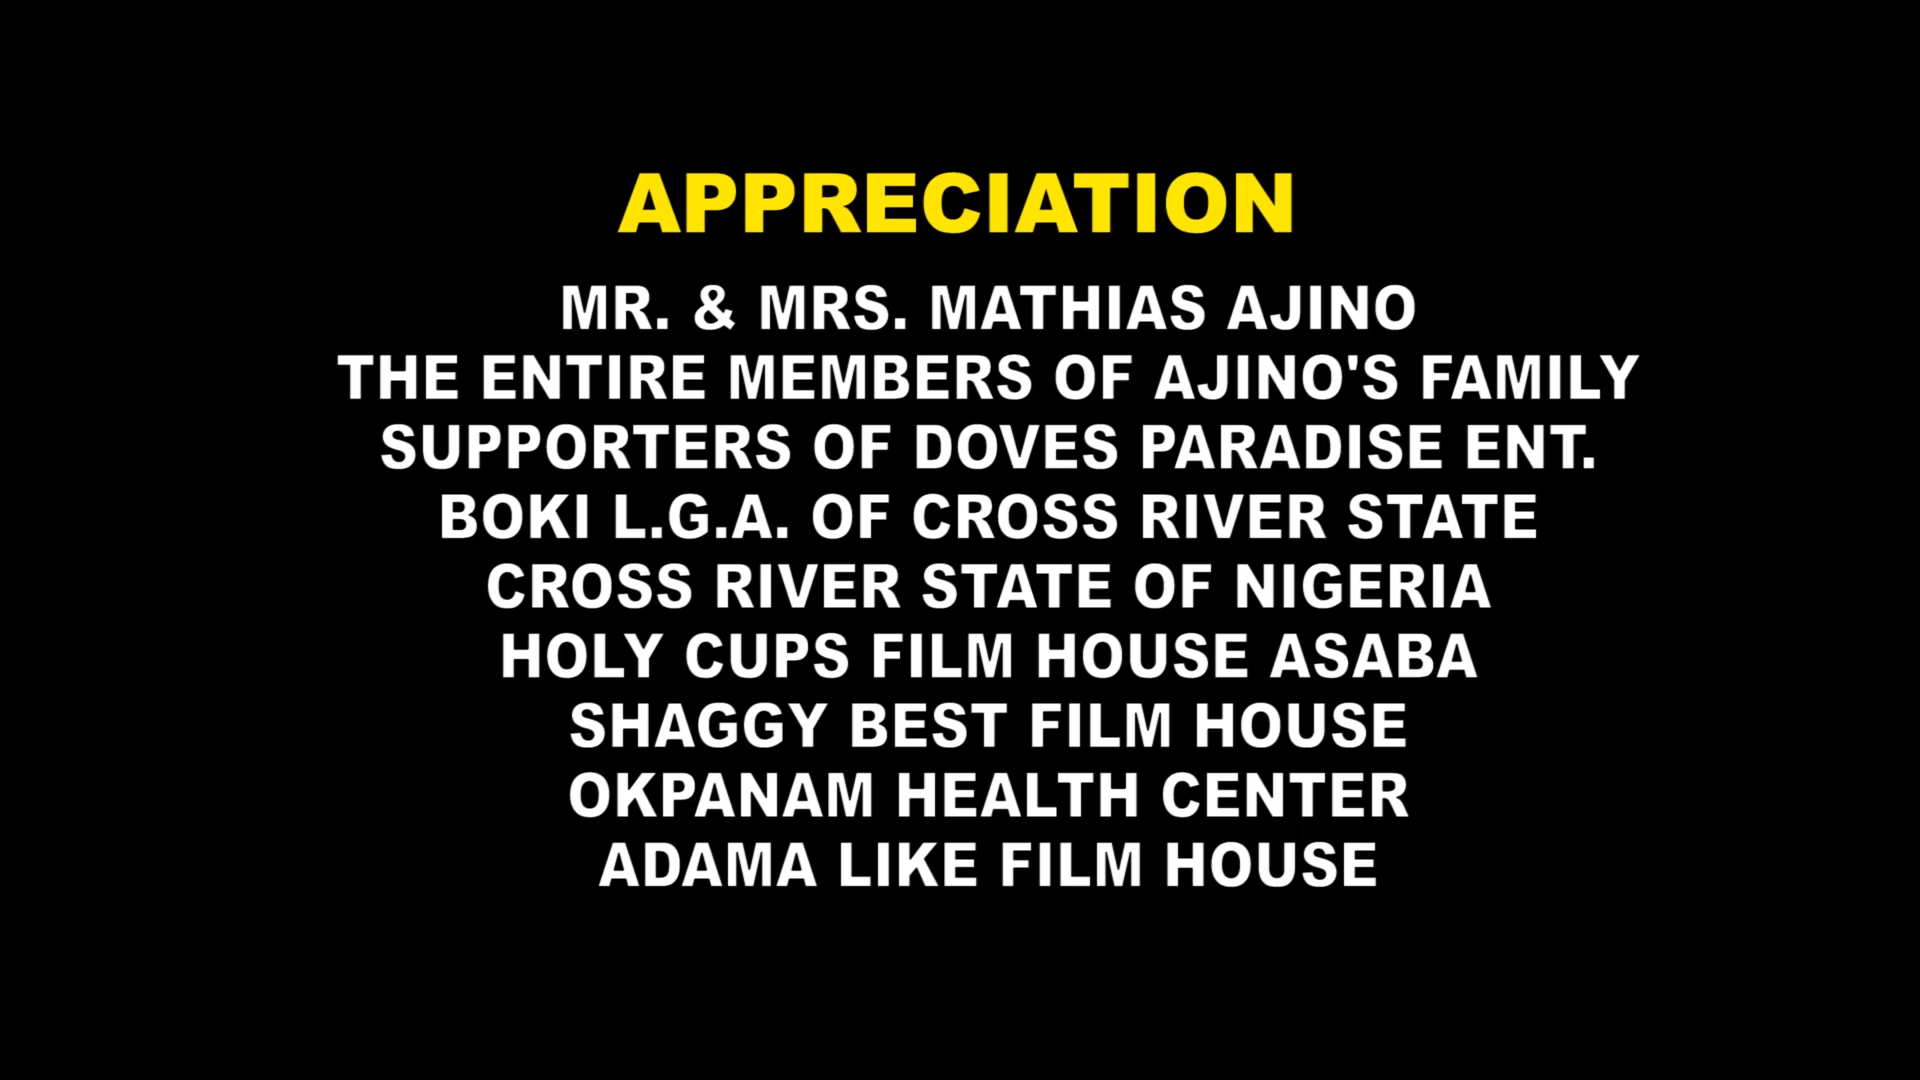 APPRECIATION
MR. & MRS. MATHIAS AJINO
THE ENTIRE MEMBERS OF AJINO'S FAMILY
SUPPORTERS OF DOVES PARADISE ENT.
BOKI L.G.A. OF CROSS RIVER STATE
CROSS RIVER STATE OF NIGERIA
HOLY CUPS FILM HOUSE ASABA
SHAGGY BEST FILM HOUSE
OKPANAM HEALTH CENTER
ADAMA LIKE FILM HOUSE